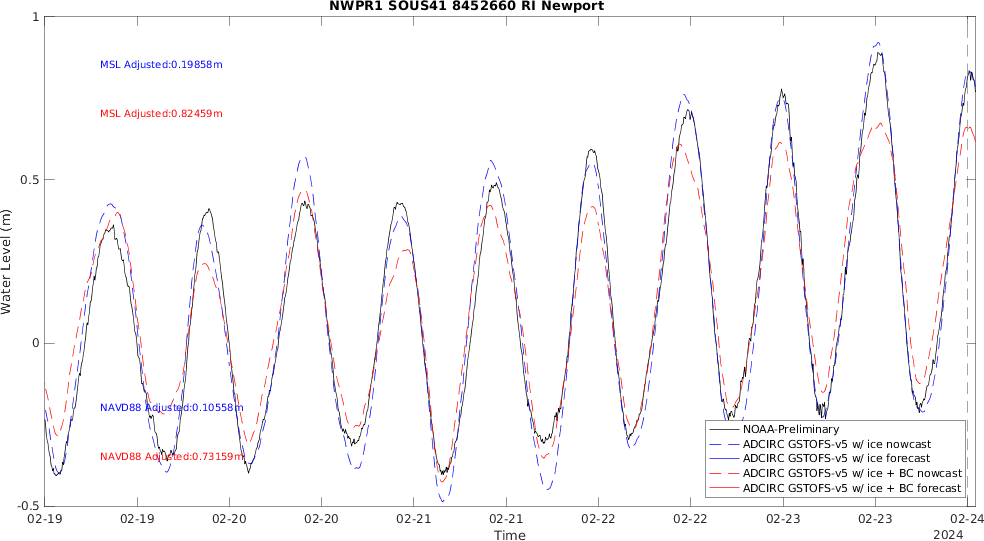 NWPR1 SOUS41 8452660 RI Newport
1
MSL Adjusted:0.19858m
MSL Adjusted:0.82459m
0.5
Water Level (m)
0
NAVD88 Adjusted:0.10558m
NAVD88 Adjusted:0.73159m
-0.5
NOAA-Preliminary
ADCIRC GSTOFS-v5 w/ ice nowcast
ADCIRC GSTOFS-v5 w/ ice forecast
ADCIRC GSTOFS-v5 w/ ice + BC nowcast
ADCIRC GSTOFS-v5 w/ ice + BC forecast
02-19 02-19 02-20 02-20 02-21 02-21 02-22 02-22 02-23 02-23 02-24
Time
2024